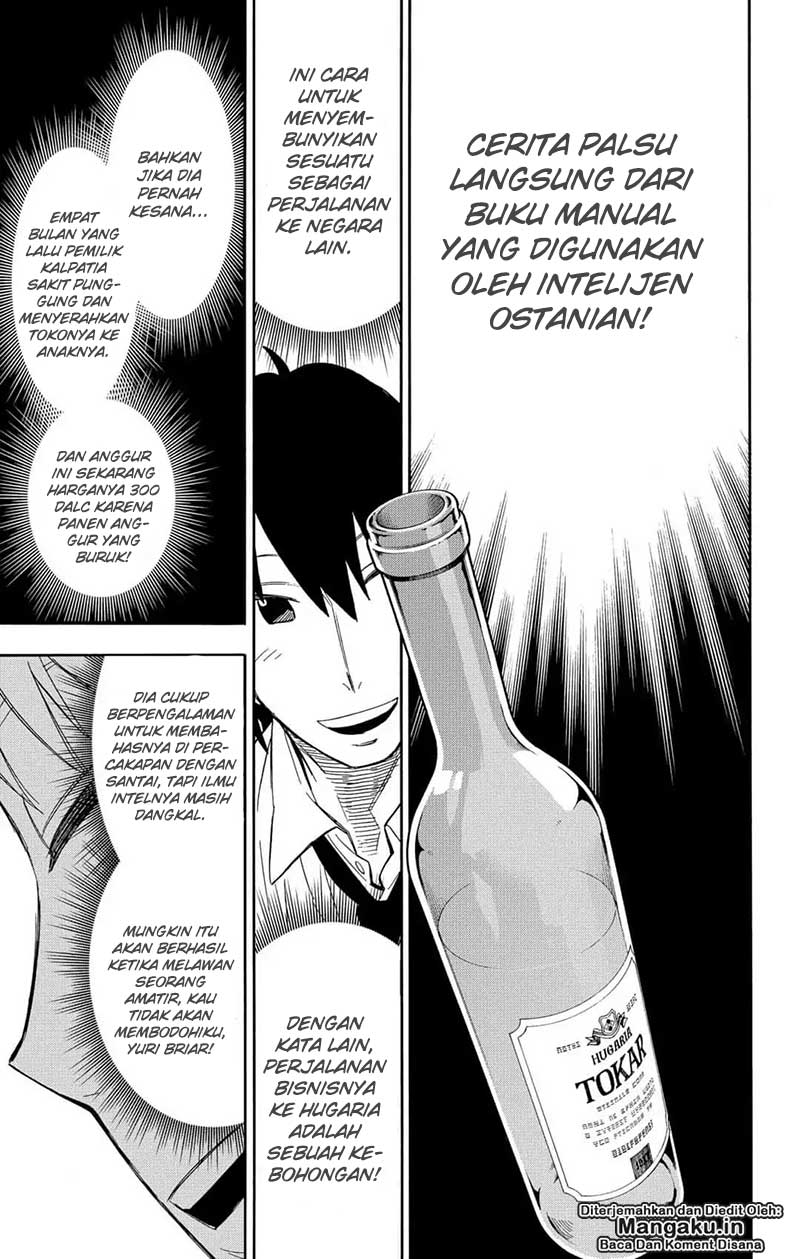 CERITA PALSU
LANGSUNG DARI
BUKU MANUAL
YANG DIGUNAKAN
OLEH INTELIJEN
OSTANIAN!
INI CARA
UNTUK
MENYEM-
BUNYIKAN
SESUATU
SEBAGAI
PERJALANAN
KE NEGARA
LAIN.
DENGAN
KATA LAIN,
PERJALANAN
BISNISNYA
KE HUGARIA
ADALAH
SEBUAH KE-
BOHONGAN!
BAHKAN
JIKA DIA
PERNAH
KESANA...
EMPAT
BULAN YANG
LALU PEMILIK
KALPATIA
SAKIT PUNG-
GUNG DAN
MENYERAHKAN
TOKONYA KE
ANAKNYA.
DAN ANGGUR
INI SEKARANG
HARGANYA 300
DALC KARENA
PANEN ANG-
GUR YANG
BURUK!
DIA CUKUP
BERPENGALAMAN
UNTUK MEMBA-
HASNYA DI PER-
CAKAPAN DENGAN
SANTAI, TAPI ILMU
INTELNYA MASIH
DANGKAL.
MUNGKIN ITU
AKAN BERHASIL
KETIKA MELAWAN
SEORANG
AMATIR, KAU
TIDAK AKAN
MEMBODOHIKU,
YURI BRIAR!
HUGARIA
TOKAR
Diterjemahkan dan Diedit Oleh:
Mangaku.in
Baca Dan Koment Disana